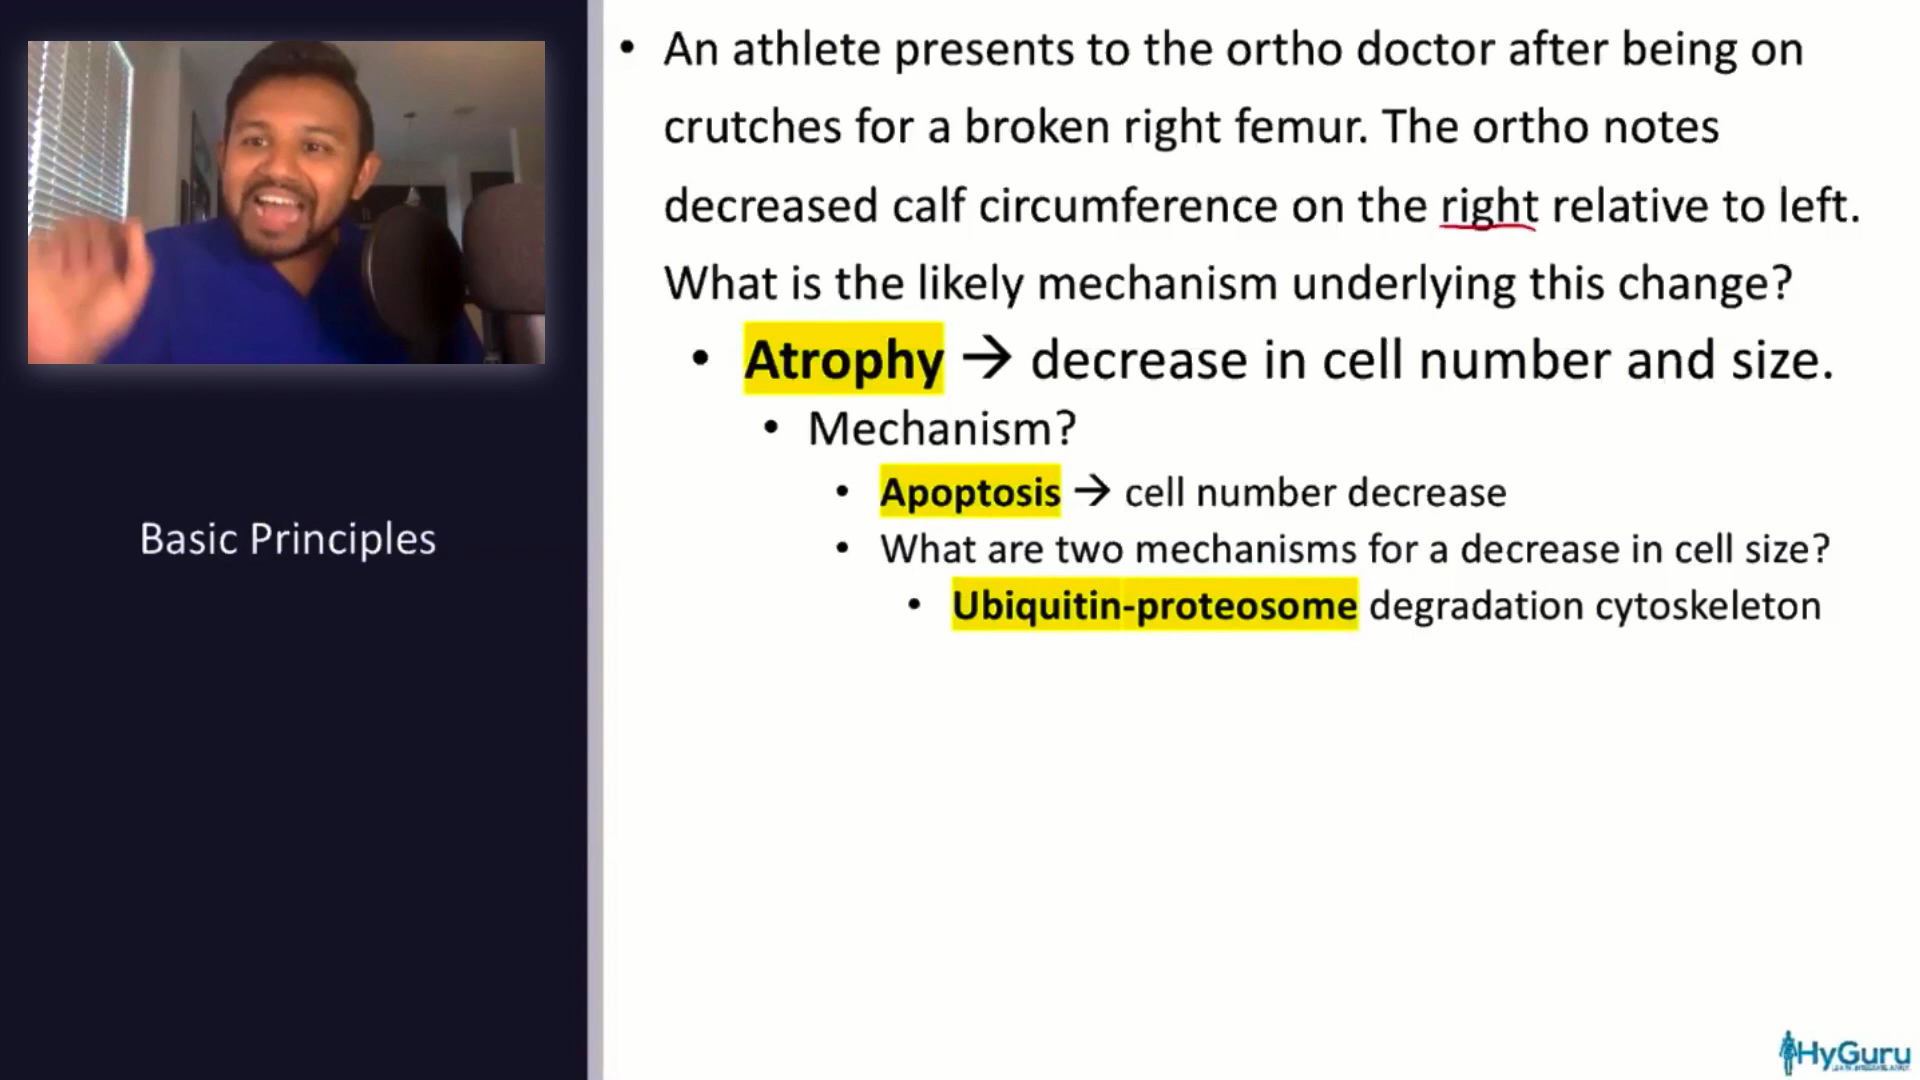 • An athlete presents to the ortho doctor after being on
crutches for a broken right femur. The ortho notes
decreased calf circumference on the right relative to left.
What is the likely mechanism underlying this change?
• Atrophy → decrease in cell number and size.
• Mechanism?
• Apoptosis → cell number decrease
• What are two mechanisms for a decrease in cell size?
• Ubiquitin-proteosome degradation cytoskeleton
Basic Principles
HyGuru